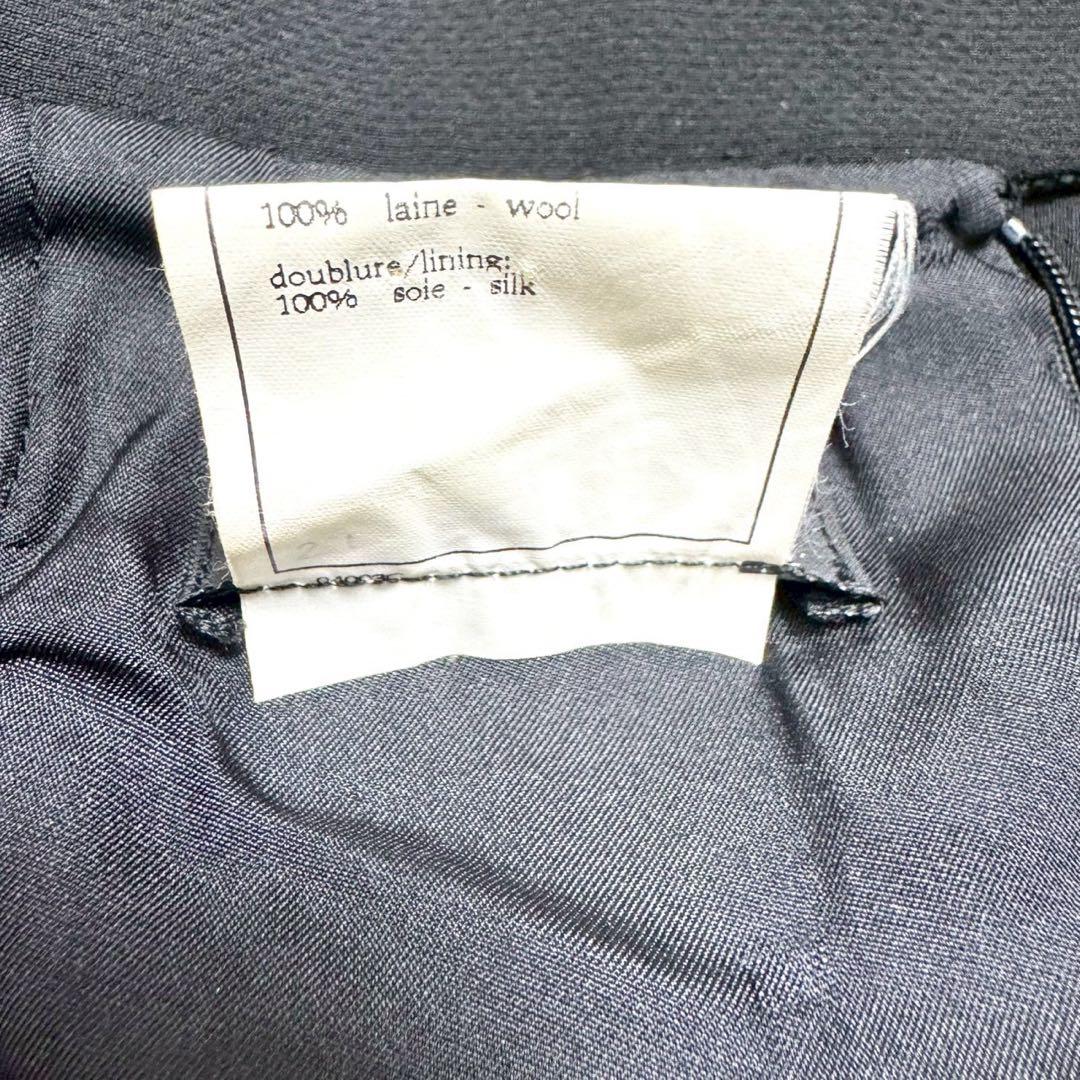 100% laine - wool
doublure/lining:
100% soie - silk